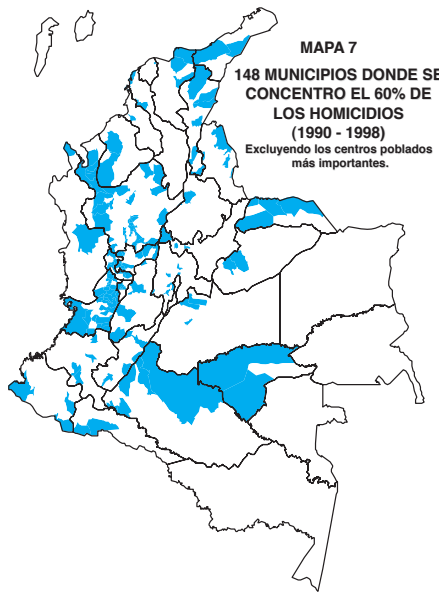 MAPA 7
148 MUNICIPIOS DONDE SE
CONCENTRO EL 60% DE
LOS HOMICIDIOS
(1990 - 1998)
Excluyendo los centros poblados
más importantes.